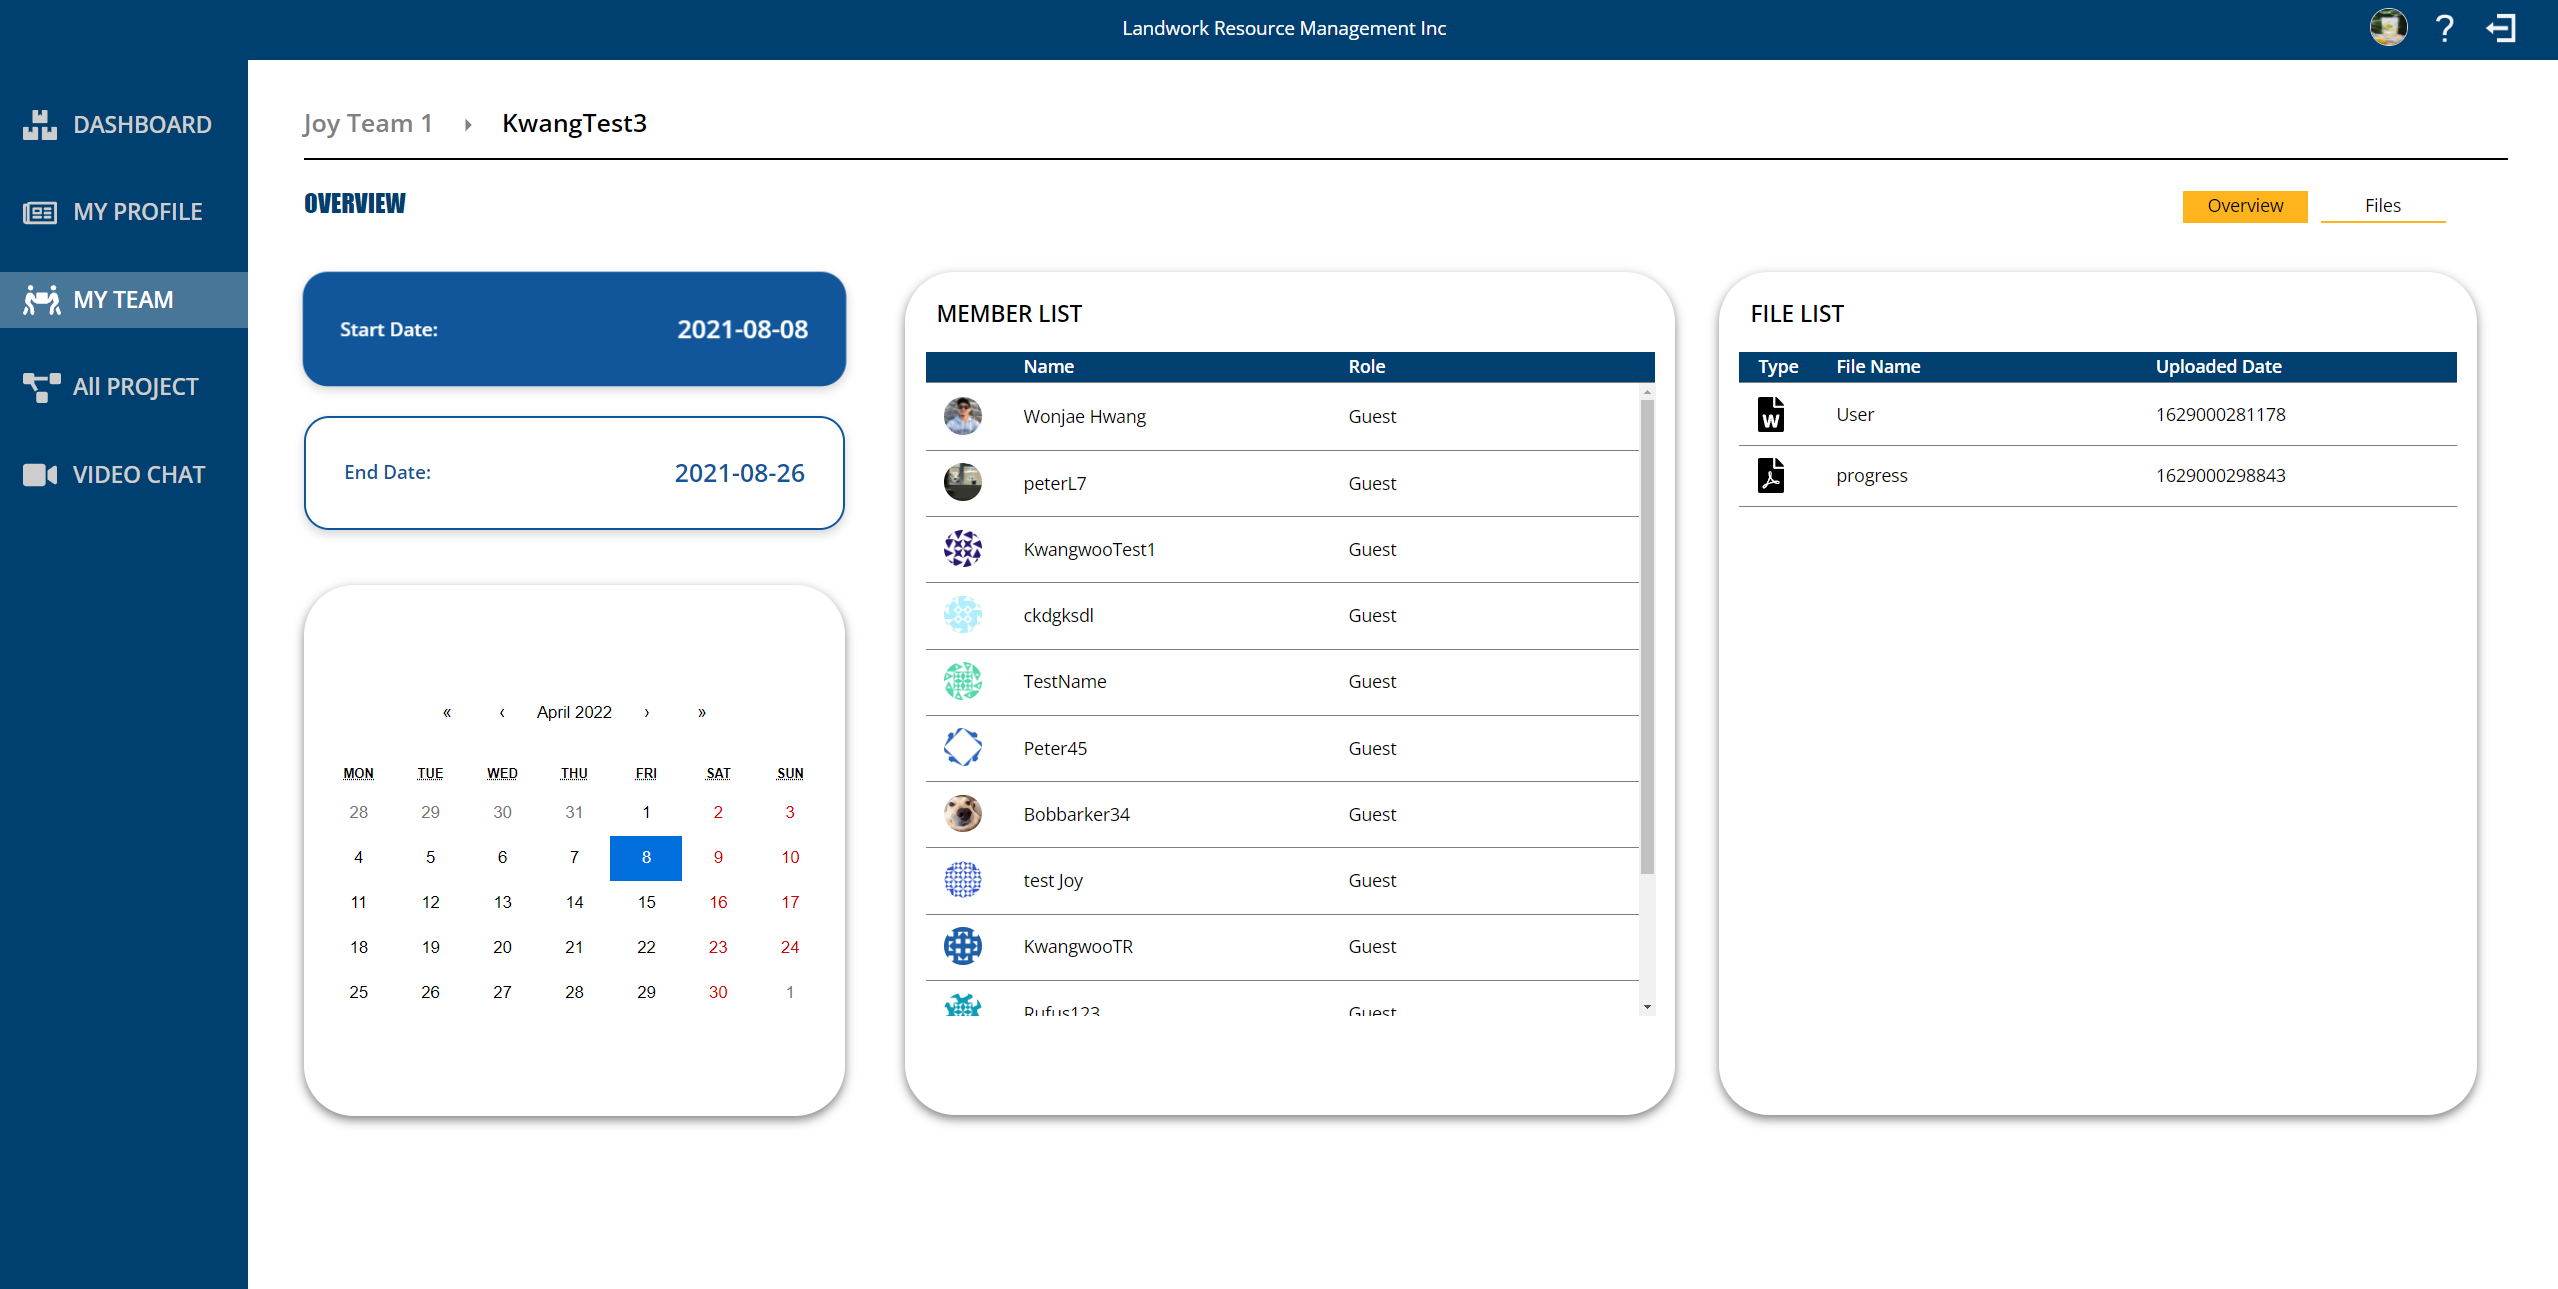 Landwork Resource Management Inc
?
DASHBOARD
MY PROFILE
MY TEAM
All PROJECT
VIDEO CHAT
Joy Team 1 KwangTest3
OVERVIEW
Overview Files
Start Date: 2021-08-08
End Date: 2021-08-26
« ‹ April 2022 › »
MON TUE WED THU FRI SAT SUN
28 29 30 31 1 2 3
4 5 6 7 8 9 10
11 12 13 14 15 16 17
18 19 20 21 22 23 24
25 26 27 28 29 30 1
MEMBER LIST
Name Role
Wonjae Hwang Guest
peterL7 Guest
KwangwooTest1 Guest
ckdgksdl Guest
TestName Guest
Peter45 Guest
Bobbarker34 Guest
test Joy Guest
KwangwooTR Guest
Rufus123 Guest
FILE LIST
Type File Name Uploaded Date
W User 1629000281178
progress 1629000298843